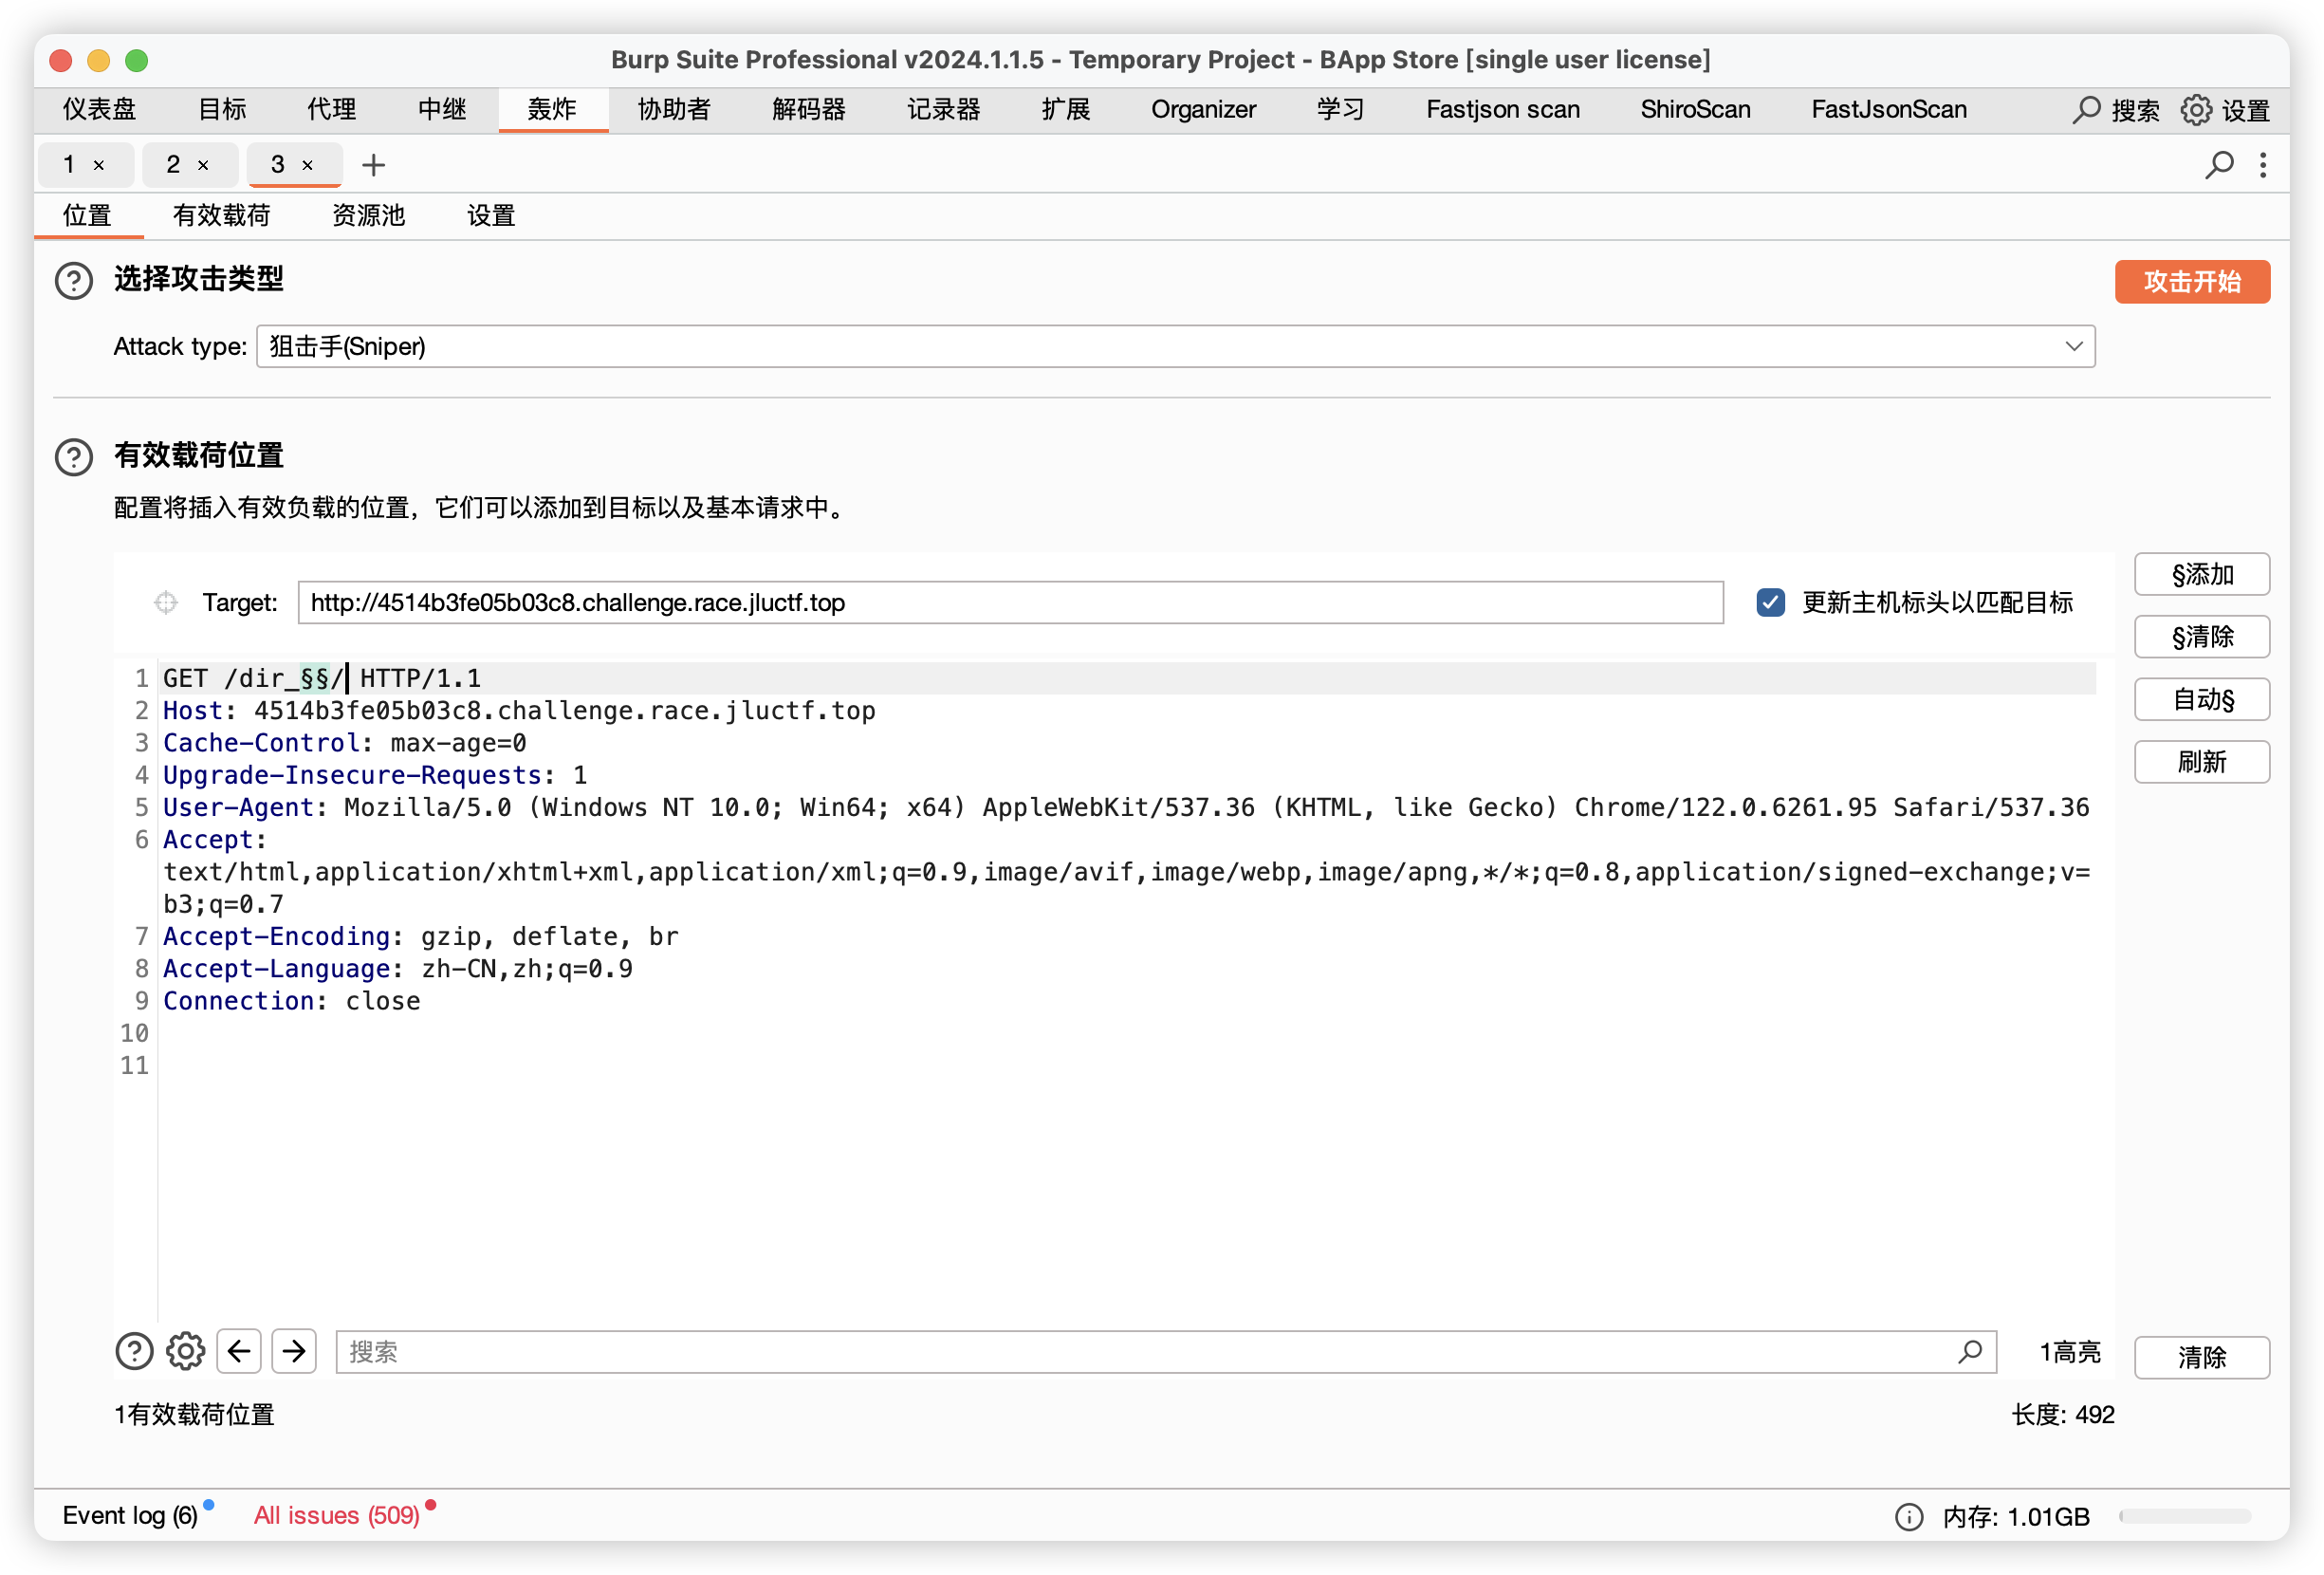 Burp Suite Professional v2024.1.1.5 - Temporary Project - BApp Store [single user license]
仪表盘 目标 代理 中继 轰炸 协助者 解码器 记录器 扩展 Organizer 学习 Fastjson scan ShiroScan FastJsonScan 搜索 设置
1 × 2 × 3 × +
位置 有效载荷 资源池 设置
选择攻击类型 攻击开始
Attack type: 狙击手(Sniper)
有效载荷位置
配置将插入有效负载的位置，它们可以添加到目标以及基本请求中。
Target: http://4514b3fe05b03c8.challenge.race.jluctf.top 更新主机标头以匹配目标
§添加
§清除
自动§
刷新
1 GET /dir_§§/ HTTP/1.1
2 Host: 4514b3fe05b03c8.challenge.race.jluctf.top
3 Cache-Control: max-age=0
4 Upgrade-Insecure-Requests: 1
5 User-Agent: Mozilla/5.0 (Windows NT 10.0; Win64; x64) AppleWebKit/537.36 (KHTML, like Gecko) Chrome/122.0.6261.95 Safari/537.36
6 Accept:
text/html,application/xhtml+xml,application/xml;q=0.9,image/avif,image/webp,image/apng,*/*;q=0.8,application/signed-exchange;v=
b3;q=0.7
7 Accept-Encoding: gzip, deflate, br
8 Accept-Language: zh-CN,zh;q=0.9
9 Connection: close
10
11
搜索 1高亮 清除
1有效载荷位置 长度: 492
Event log (6) All issues (509) 内存: 1.01GB